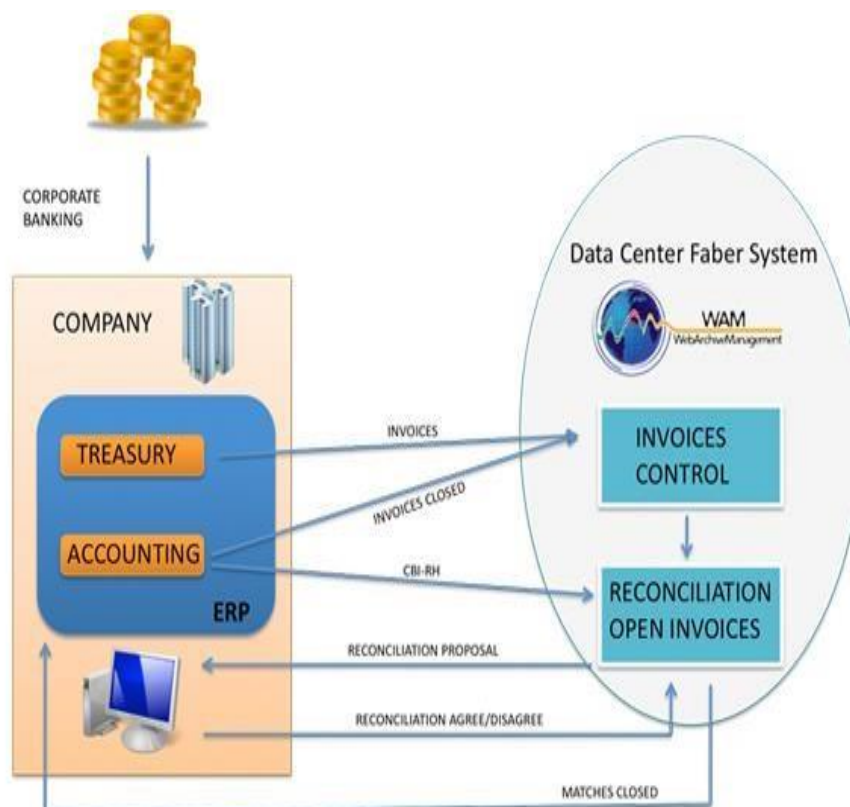 CORPORATE
BANKING
Data Center Faber System
WAM
WebArchiveManagement
COMPANY
TREASURY
ACCOUNTING
ERP
INVOICES
INVOICES CLOSED
CBI-RH
INVOICES
CONTROL
RECONCILIATION
OPEN INVOICES
RECONCILIATION PROPOSAL
RECONCILIATION AGREE/DISAGREE
MATCHES CLOSED